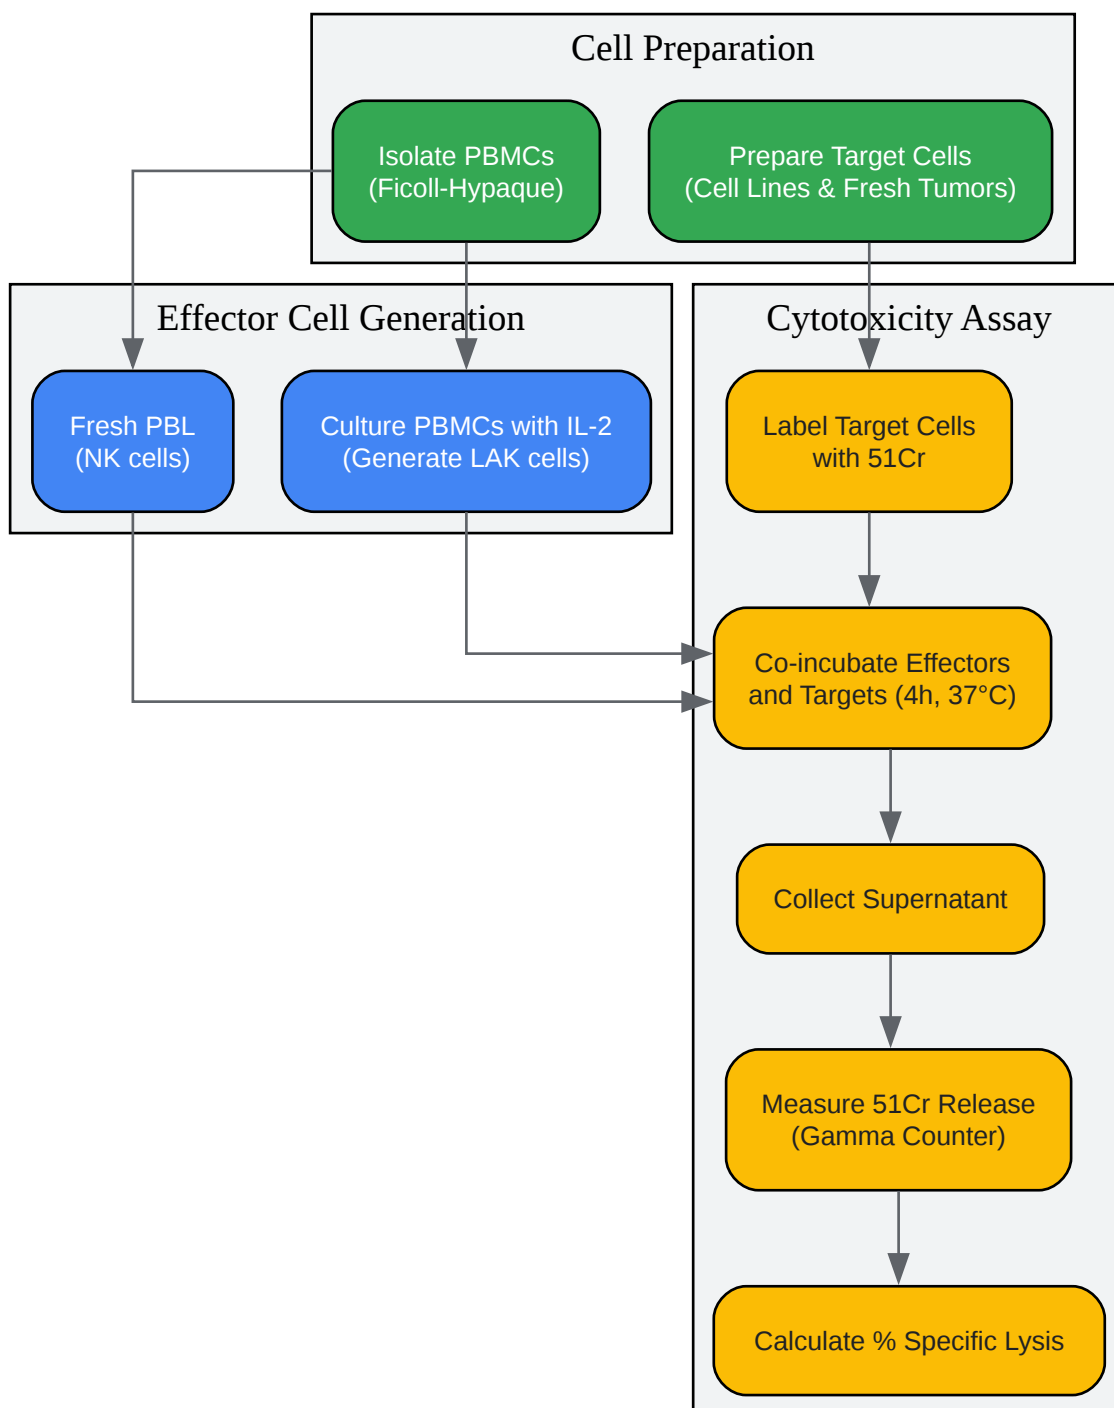 Cell Preparation
Isolate PBMCs
(Ficoll-Hypaque)
Prepare Target Cells
(Cell Lines & Fresh Tumors)
Effector Cell Generation
Fresh PBL
(NK cells)
Culture PBMCs with IL-2
(Generate LAK cells)
Cytotoxicity Assay
Label Target Cells
with 51Cr
Co-incubate Effectors
and Targets (4h, 37°C)
Collect Supernatant
Measure 51Cr Release
(Gamma Counter)
Calculate % Specific Lysis